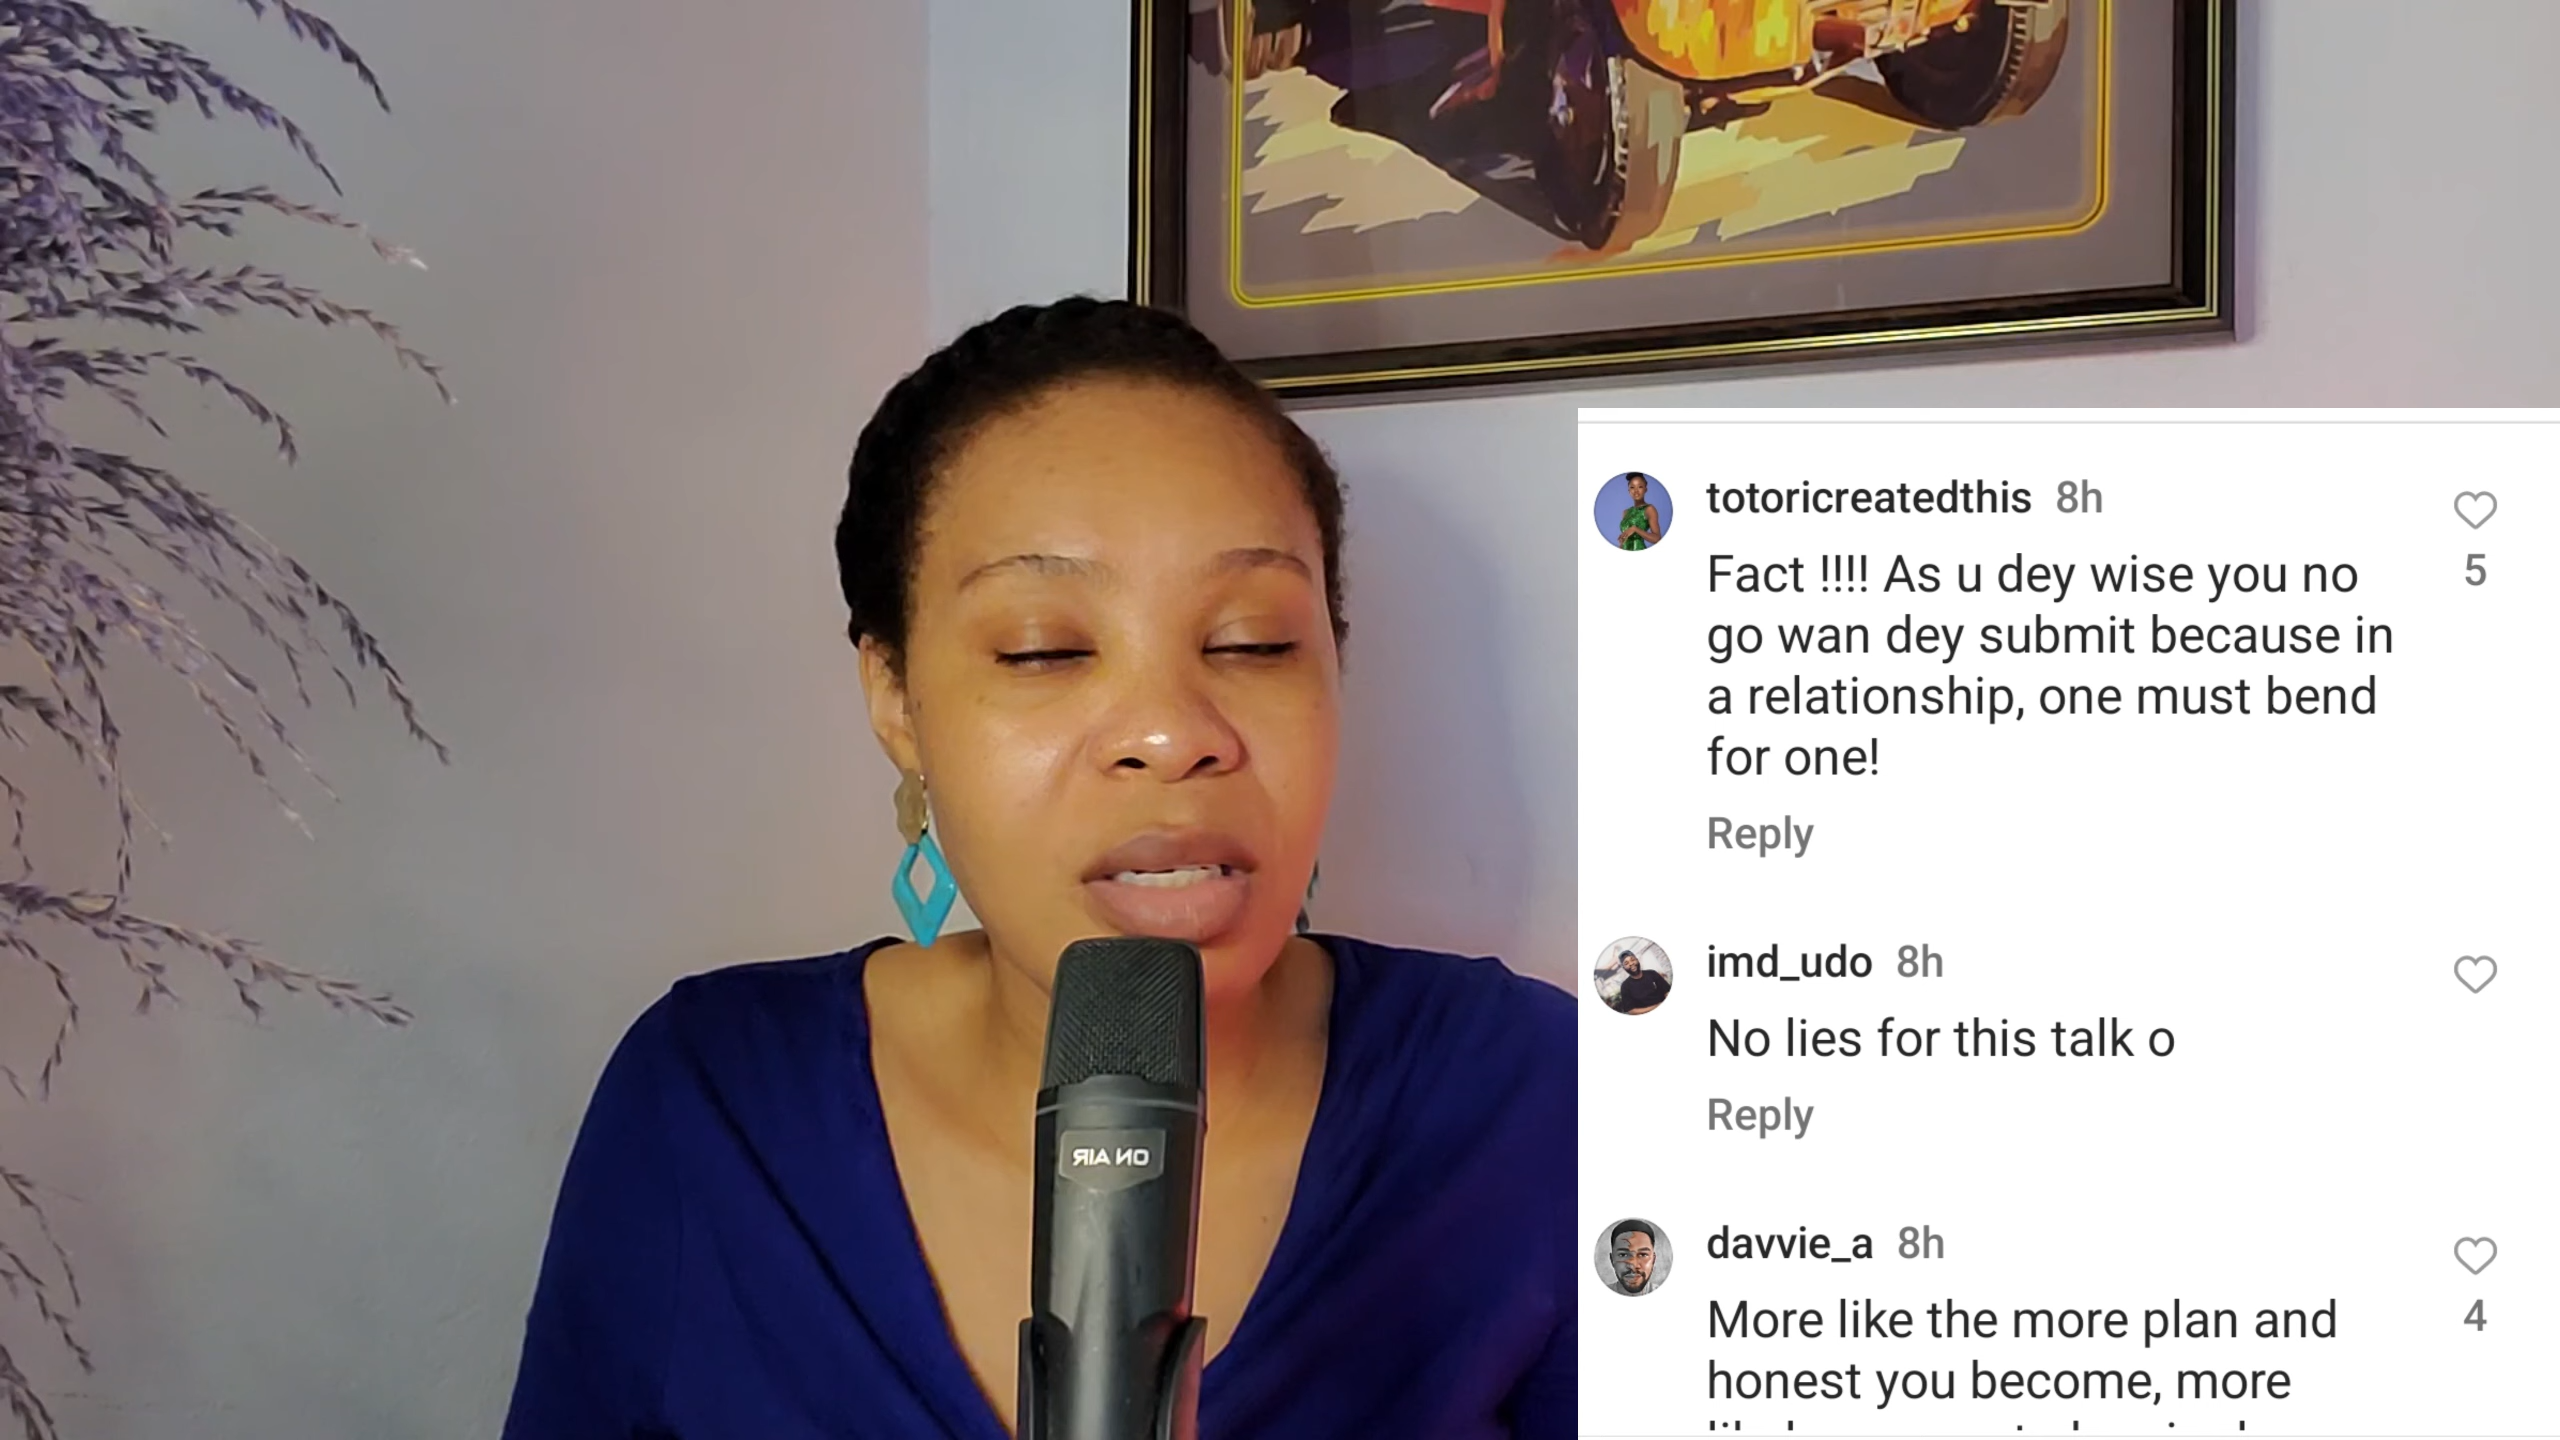 totoricreatedthis 8h
Fact !!!! As u dey wise you no
go wan dey submit because in
a relationship, one must bend
for one!
5
Reply
imd_udo 8h
No lies for this talk o
Reply
davvie_a 8h
More like the more plan and
honest you become, more
4
ON AIR